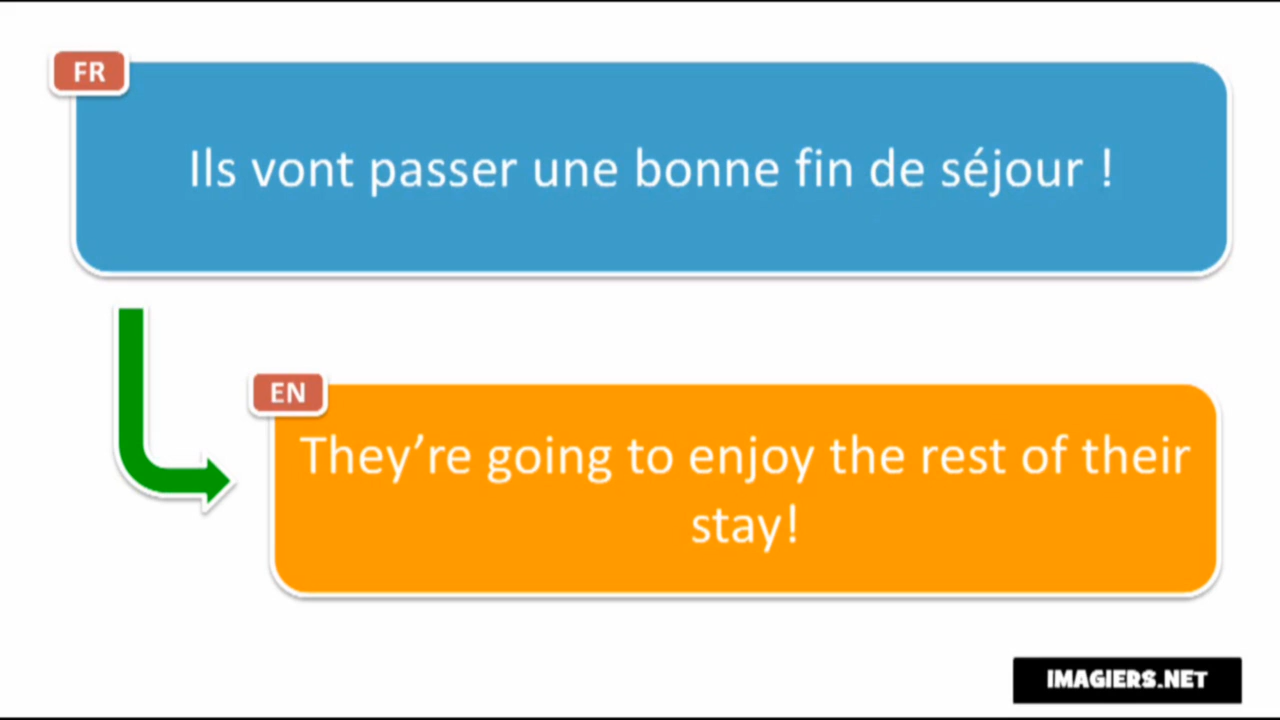 FR
Ils vont passer une bonne fin de séjour !
EN
They’re going to enjoy the rest of their
stay!
IMAGIERS.NET